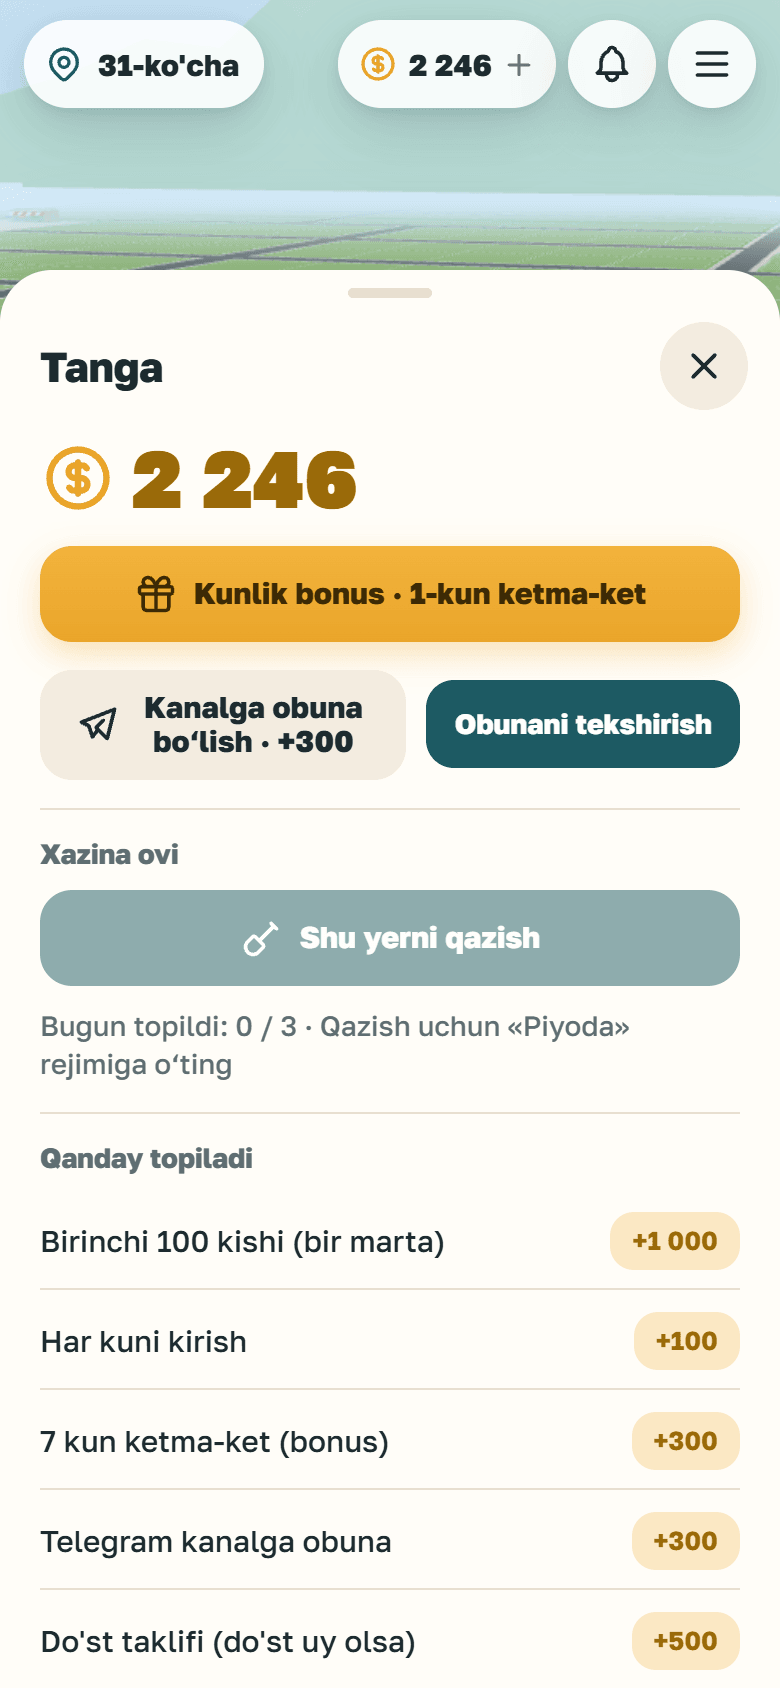 31-ko'cha
2 246
Tanga
2 246
Kunlik bonus · 1-kun ketma-ket
Kanalga obuna
bo‘lish · +300
Obunani tekshirish
Xazina ovi
Shu yerni qazish
Bugun topildi: 0 / 3 · Qazish uchun «Piyoda»
rejimiga o‘ting
Qanday topiladi
Birinchi 100 kishi (bir marta)
+1 000
Har kuni kirish
+100
7 kun ketma-ket (bonus)
+300
Telegram kanalga obuna
+300
Do'st taklifi (do'st uy olsa)
+500